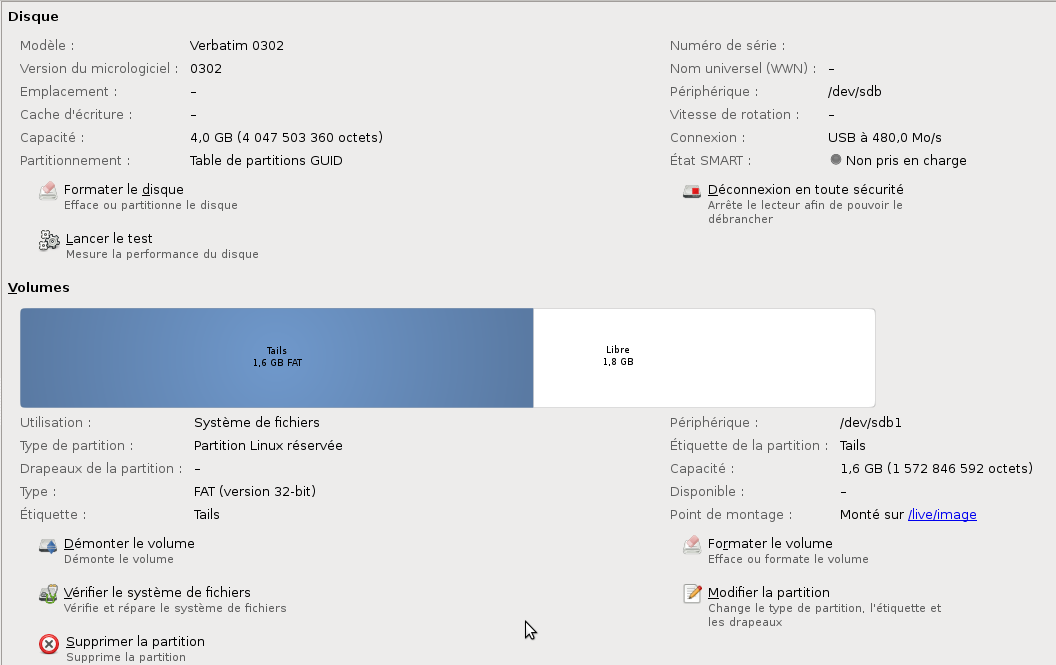 Disque
Modèle : Verbatim 0302 Numéro de série :
Version du micrologiciel : 0302 Nom universel (WWN) : –
Emplacement : – Périphérique : /dev/sdb
Cache d'écriture : – Vitesse de rotation : –
Capacité : 4,0 GB (4 047 503 360 octets) Connexion : USB à 480,0 Mo/s
Partitionnement : Table de partitions GUID État SMART : Non pris en charge
Formater le disque Déconnexion en toute sécurité
Efface ou partitionne le disque Arrête le lecteur afin de pouvoir le
débrancher
Lancer le test
Mesure la performance du disque
Volumes
Tails Libre
1,6 GB FAT 1,8 GB
Utilisation : Système de fichiers Périphérique : /dev/sdb1
Type de partition : Partition Linux réservée Étiquette de la partition : Tails
Drapeaux de la partition : – Capacité : 1,6 GB (1 572 846 592 octets)
Type : FAT (version 32-bit) Disponible : –
Étiquette : Tails Point de montage : Monté sur /live/image
Démonter le volume Formater le volume
Démonte le volume Efface ou formate le volume
Vérifier le système de fichiers Modifier la partition
Vérifie et répare le système de fichiers Change le type de partition, l'étiquette et
les drapeaux
Supprimer la partition
Supprime la partition